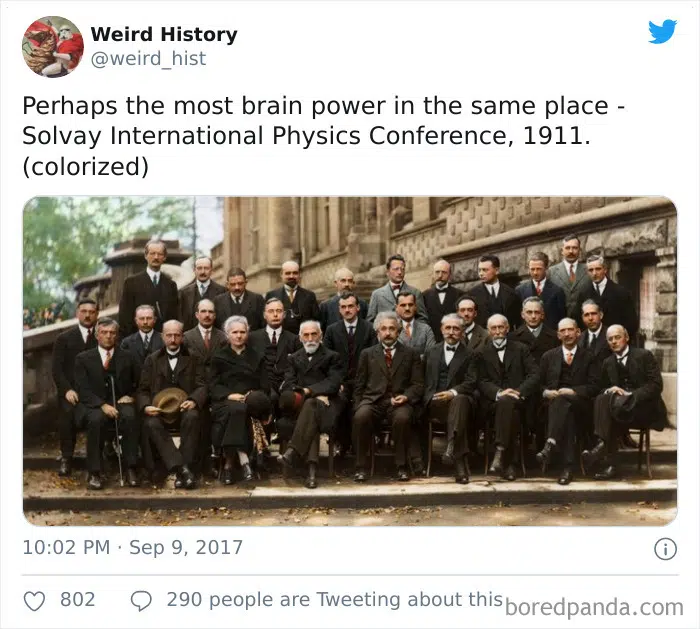 Weird History
@weird_hist
Perhaps the most brain power in the same place -
Solvay International Physics Conference, 1911.
(colorized)
10:02 PM · Sep 9, 2017
802
290 people are Tweeting about this
boredpanda.com